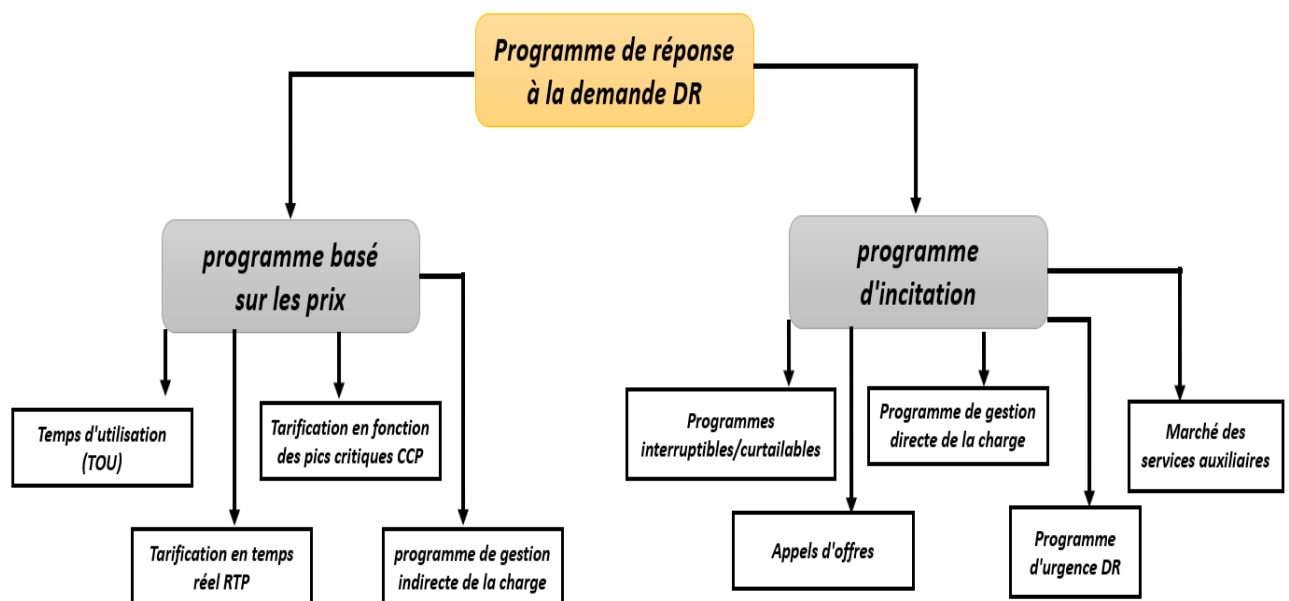 Programme de réponse
à la demande DR
programme basé
sur les prix
programme
d'incitation
Temps d'utilisation
(TOU)
Tarification en fonction
des pics critiques CCP
Tarification en temps
réel RTP
programme de gestion
indirecte de la charge
Programmes
interruptibles/curtailables
Programme de gestion
directe de la charge
Marché des
services auxiliaires
Appels d'offres
Programme
d'urgence DR